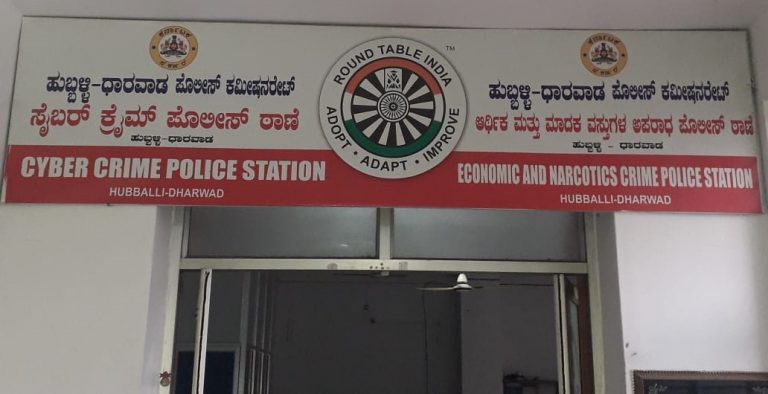 ಹುಬ್ಬಳ್ಳಿ-ಧಾರವಾಡ ಪೊಲೀಸ್ ಕಮೀಷನರೇಟ್
ಸೈಬರ್ ಕ್ರೈಮ್ ಪೊಲೀಸ್ ಠಾಣೆ
ಹುಬ್ಬಳ್ಳಿ - ಧಾರವಾಡ
CYBER CRIME POLICE STATION
HUBBALLI-DHARWAD
ROUND TABLE INDIA
TM
ADOPT · ADAPT · IMPROVE
ಹುಬ್ಬಳ್ಳಿ-ಧಾರವಾಡ ಪೊಲೀಸ್ ಕಮೀಷನರೇಟ್
ಆರ್ಥಿಕ ಮತ್ತು ಮಾದಕ ವಸ್ತುಗಳ ಅಪರಾಧ ಪೊಲೀಸ್ ಠಾಣೆ
ಹುಬ್ಬಳ್ಳಿ - ಧಾರವಾಡ
ECONOMIC AND NARCOTICS CRIME POLICE STATION
HUBBALLI-DHARWAD